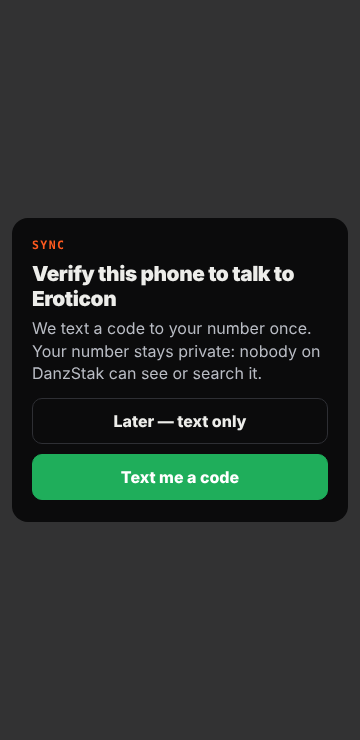 SYNC
Verify this phone to talk to
Eroticon
We text a code to your number once.
Your number stays private: nobody on
DanzStak can see or search it.
Later — text only
Text me a code